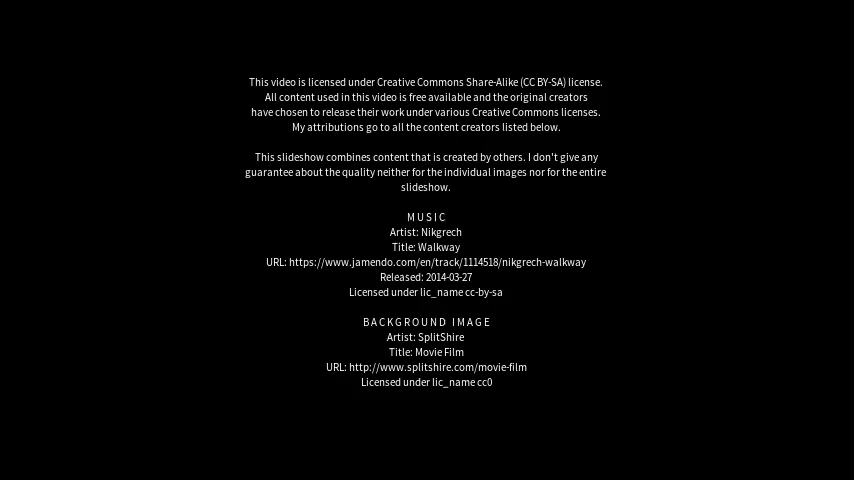 This video is licensed under Creative Commons Share-Alike (CC BY-SA) license.
All content used in this video is free available and the original creators
have chosen to release their work under various Creative Commons licenses.
My attributions go to all the content creators listed below.
This slideshow combines content that is created by others. I don't give any
guarantee about the quality neither for the individual images nor for the entire
slideshow.
MUSIC
Artist: Nikgrech
Title: Walkway
URL: https://www.jamendo.com/en/track/1114518/nikgrech-walkway
Released: 2014-03-27
Licensed under lic_name cc-by-sa
BACKGROUND IMAGE
Artist: SplitShire
Title: Movie Film
URL: http://www.splitshire.com/movie-film
Licensed under lic_name cc0